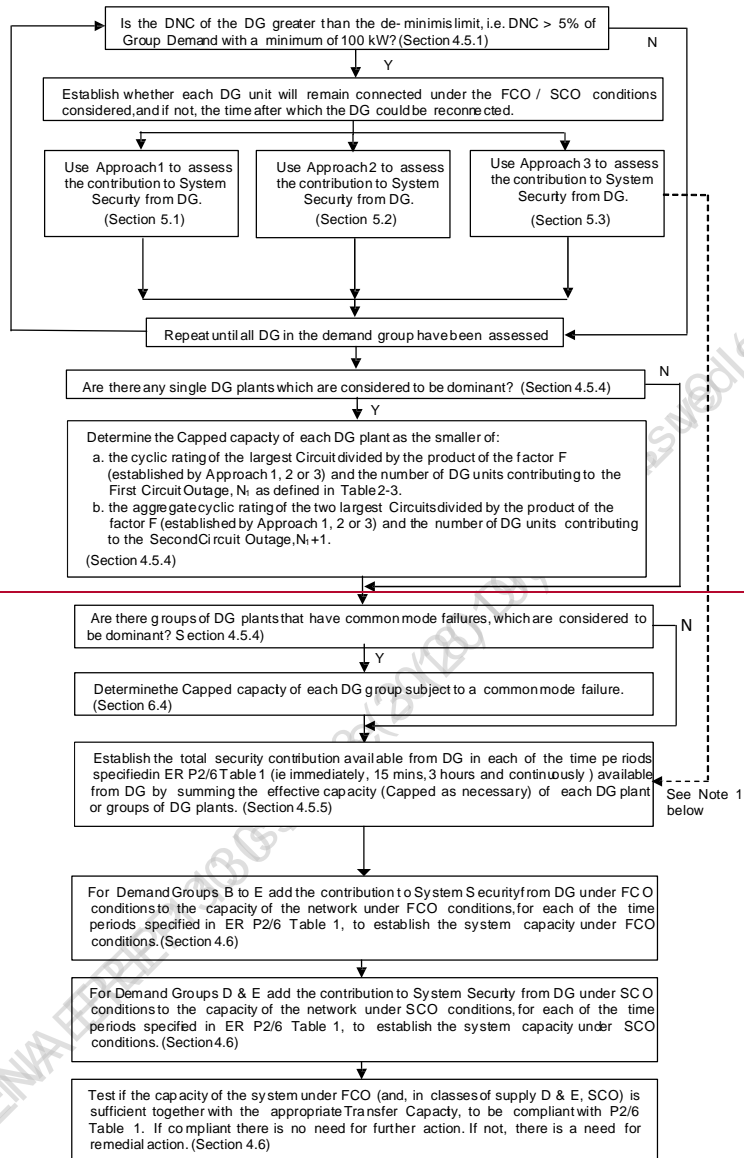 Is the DNC of the DG greater than the de-minimis limit, i.e. DNC > 5% of
Group Demand with a minimum of 100 kW? (Section 4.5.1)
N
Y
Establish whether each DG unit will remain connected under the FCO / SCO conditions
considered, and if not, the time after which the DG could be reconnected.
Use Approach 1 to assess
the contribution to System
Security from DG.
(Section 5.1)
Use Approach 2 to assess
the contribution to System
Security from DG.
(Section 5.2)
Use Approach 3 to assess
the contribution to System
Security from DG.
(Section 5.3)
Repeat until all DG in the demand group have been assessed
N
Are there any single DG plants which are considered to be dominant? (Section 4.5.4)
Y
Determine the Capped capacity of each DG plant as the smaller of:
a. the cyclic rating of the largest Circuit divided by the product of the factor F
(established by Approach 1, 2 or 3) and the number of DG units contributing to the
First Circuit Outage, N₁ as defined in Table 2-3.
b. the aggregate cyclic rating of the two largest Circuits divided by the product of the
factor F (established by Approach 1, 2 or 3) and the number of DG units contributing
to the Second Circuit Outage, N₁+1.
(Section 4.5.4)
Are there groups of DG plants that have common mode failures, which are considered to
be dominant? Section 4.5.4)
N
Y
Determine the Capped capacity of each DG group subject to a common mode failure.
(Section 6.4)
Establish the total security contribution available from DG in each of the time periods
specified in ER P2/6 Table 1 (ie immediately, 15 mins, 3 hours and continuously ) available
from DG by summing the effective capacity (Capped as necessary) of each DG plant
or groups of DG plants. (Section 4.5.5)
See Note 1
below
For Demand Groups B to E add the contribution to System Security from DG under FCO
conditions to the capacity of the network under FCO conditions, for each of the time
periods specified in ER P2/6 Table 1, to establish the system capacity under FCO
conditions. (Section 4.6)
For Demand Groups D & E add the contribution to System Security from DG under SCO
conditions to the capacity of the network under SCO conditions, for each of the time
periods specified in ER P2/6 Table 1, to establish the system capacity under SCO
conditions. (Section 4.6)
Test if the capacity of the system under FCO (and, in classes of supply D & E, SCO) is
sufficient together with the appropriate Transfer Capacity, to be compliant with P2/6
Table 1. If compliant there is no need for further action. If not, there is a need for
remedial action. (Section 4.6)